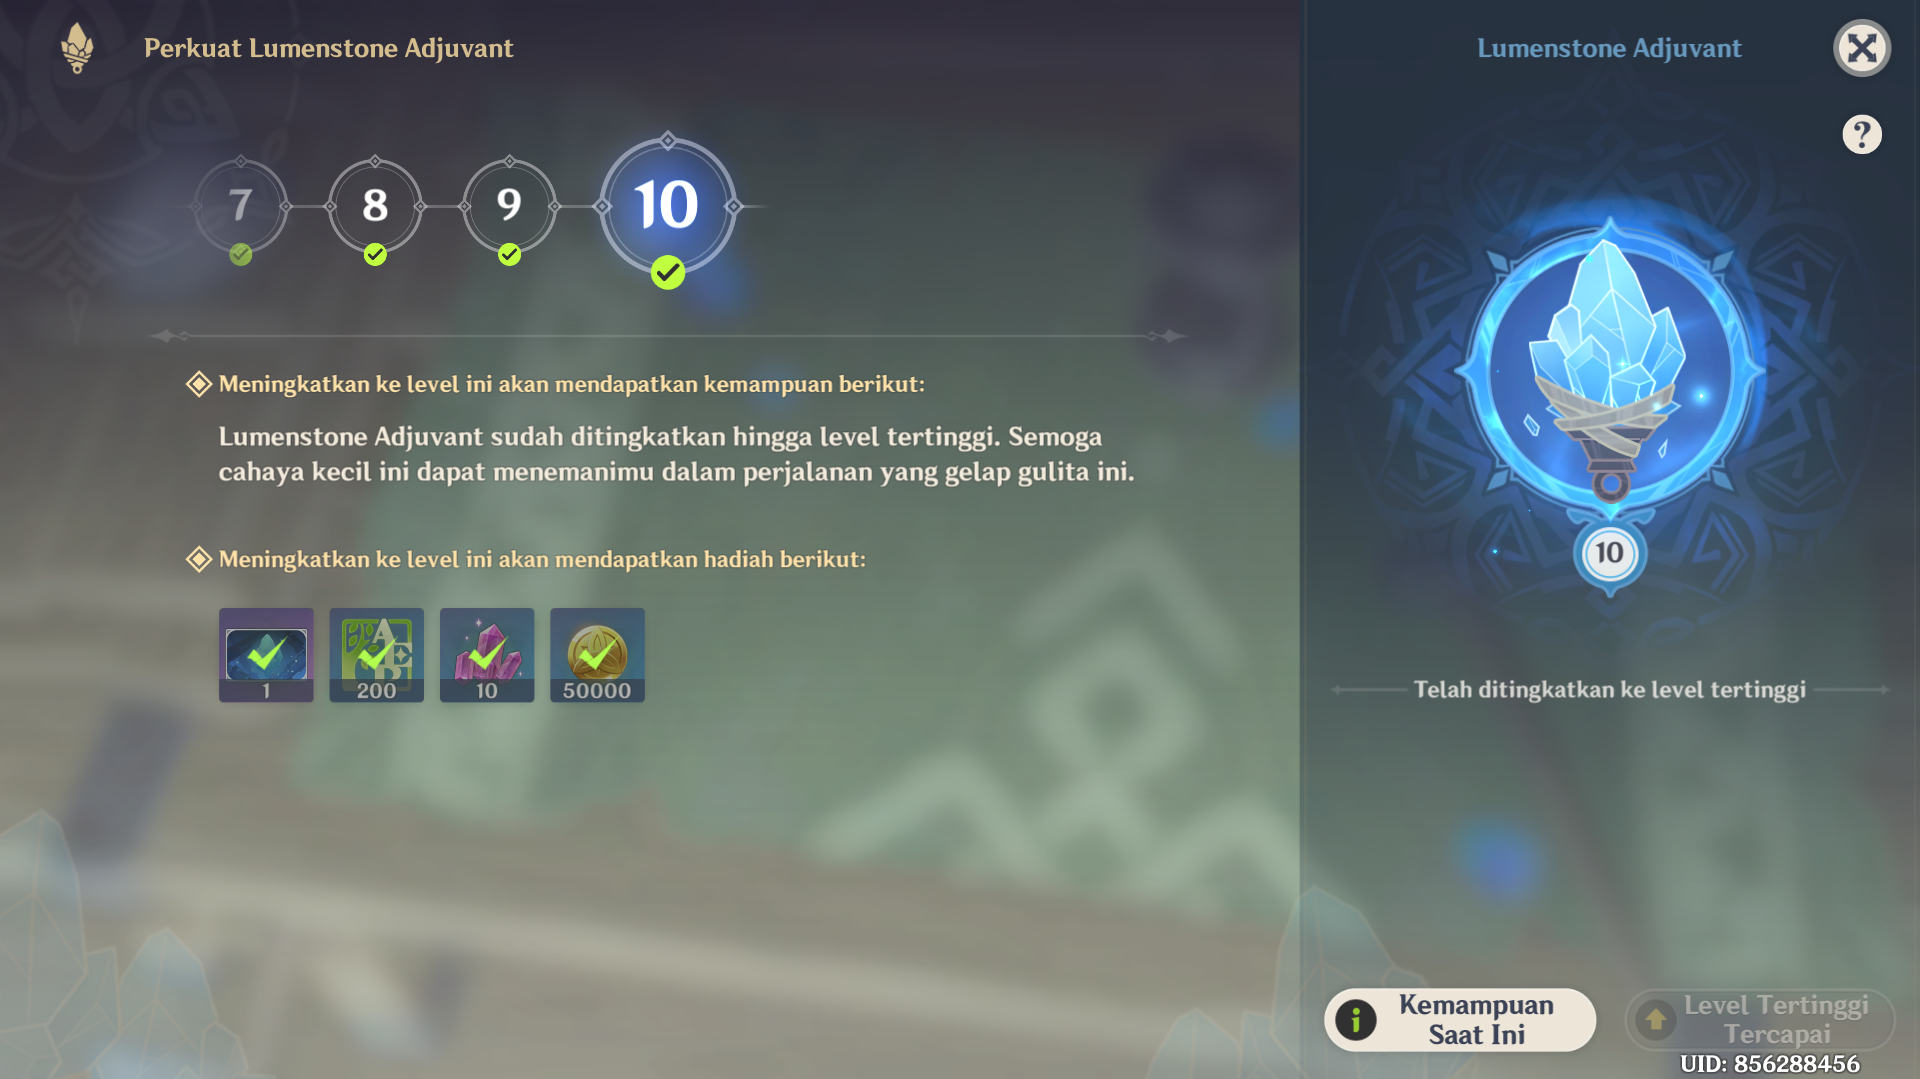 Perkuat Lumenstone Adjuvant
7
8
9
10
Meningkatkan ke level ini akan mendapatkan kemampuan berikut:
Lumenstone Adjuvant sudah ditingkatkan hingga level tertinggi. Semoga
cahaya kecil ini dapat menemanimu dalam perjalanan yang gelap gulita ini.
Meningkatkan ke level ini akan mendapatkan hadiah berikut:
1
200
10
50000
Lumenstone Adjuvant
?
10
Telah ditingkatkan ke level tertinggi
Kemampuan
Saat Ini
Level Tertinggi
Tercapai
UID: 856288456